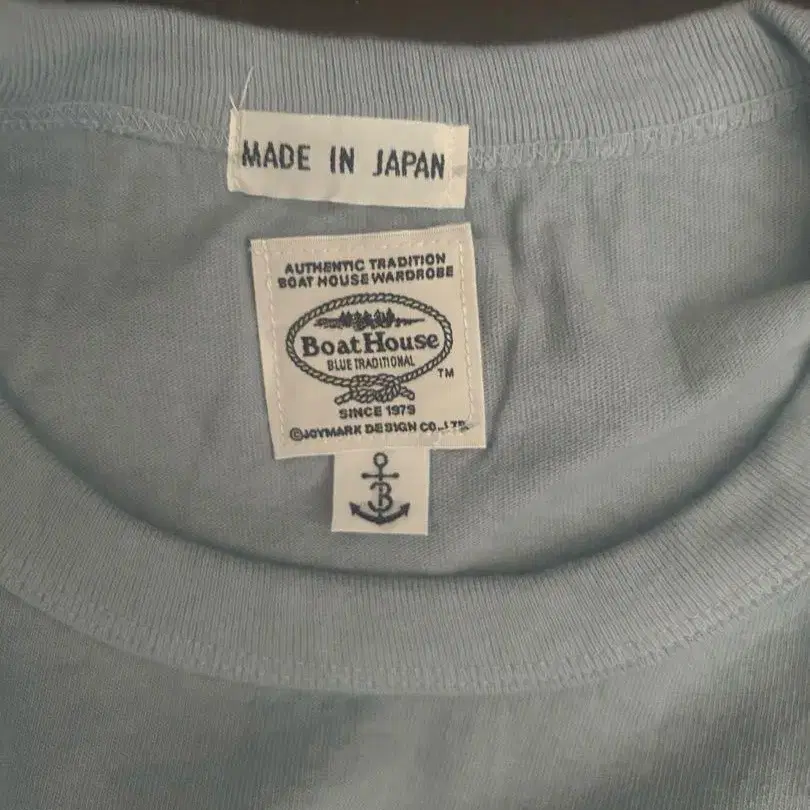 MADE IN JAPAN
AUTHENTIC TRADITION
BOAT HOUSE WARDROBE
BoatHouse
BLUE TRADITIONAL
TM
SINCE 1979
©JOYMARK DESIGN CO.,LTD.
B